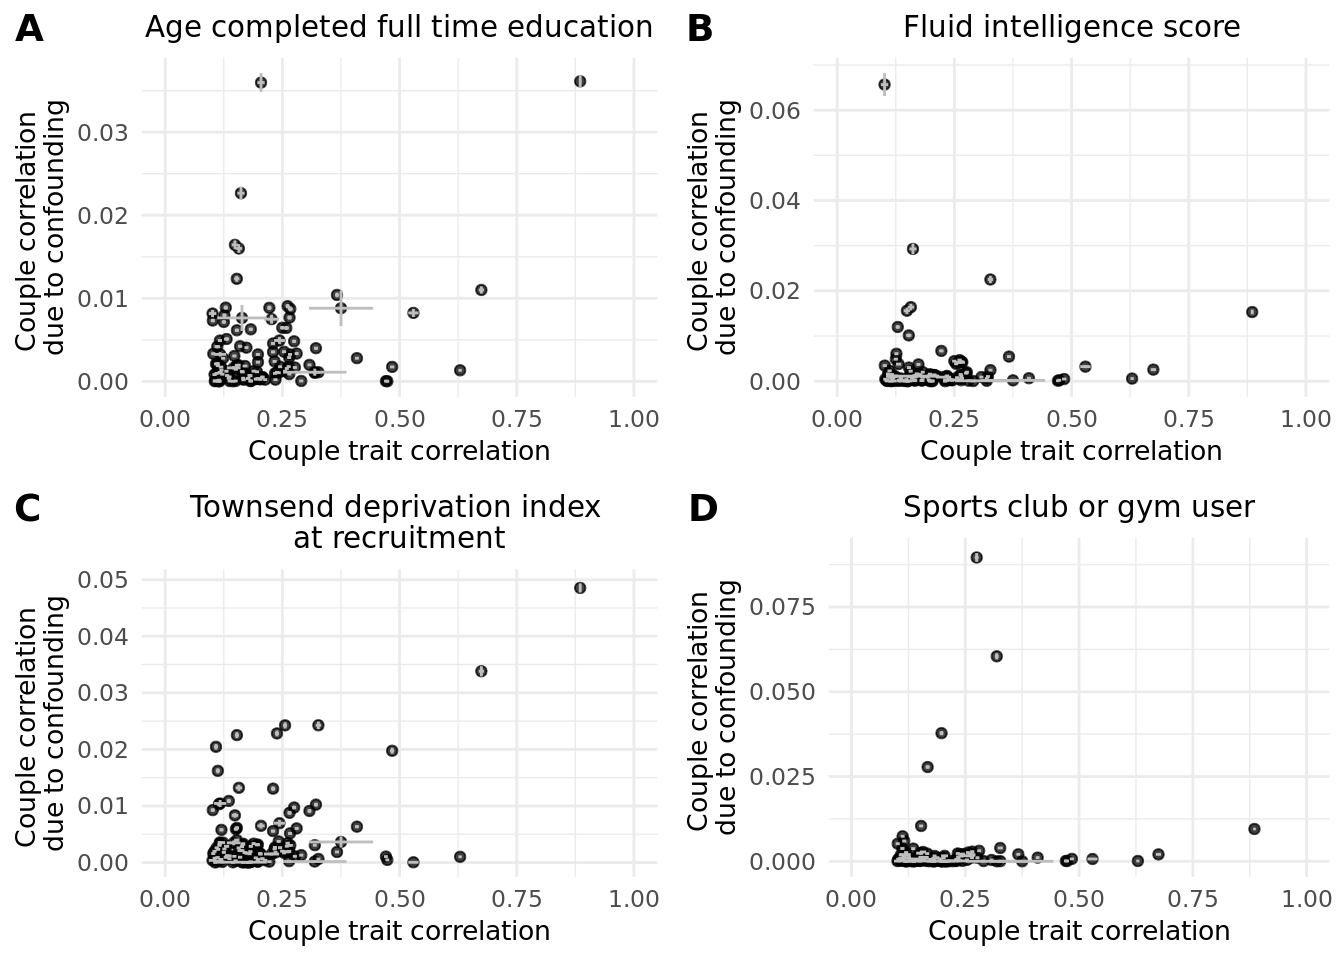 A
Age completed full time education
Couple correlation
due to confounding
0.03
0.02
0.01
0.00
0.00 0.25 0.50 0.75 1.00
Couple trait correlation
B
Fluid intelligence score
Couple correlation
due to confounding
0.06
0.04
0.02
0.00
0.00 0.25 0.50 0.75 1.00
Couple trait correlation
C
Townsend deprivation index
at recruitment
Couple correlation
due to confounding
0.05
0.04
0.03
0.02
0.01
0.00
0.00 0.25 0.50 0.75 1.00
Couple trait correlation
D
Sports club or gym user
Couple correlation
due to confounding
0.075
0.050
0.025
0.000
0.00 0.25 0.50 0.75 1.00
Couple trait correlation